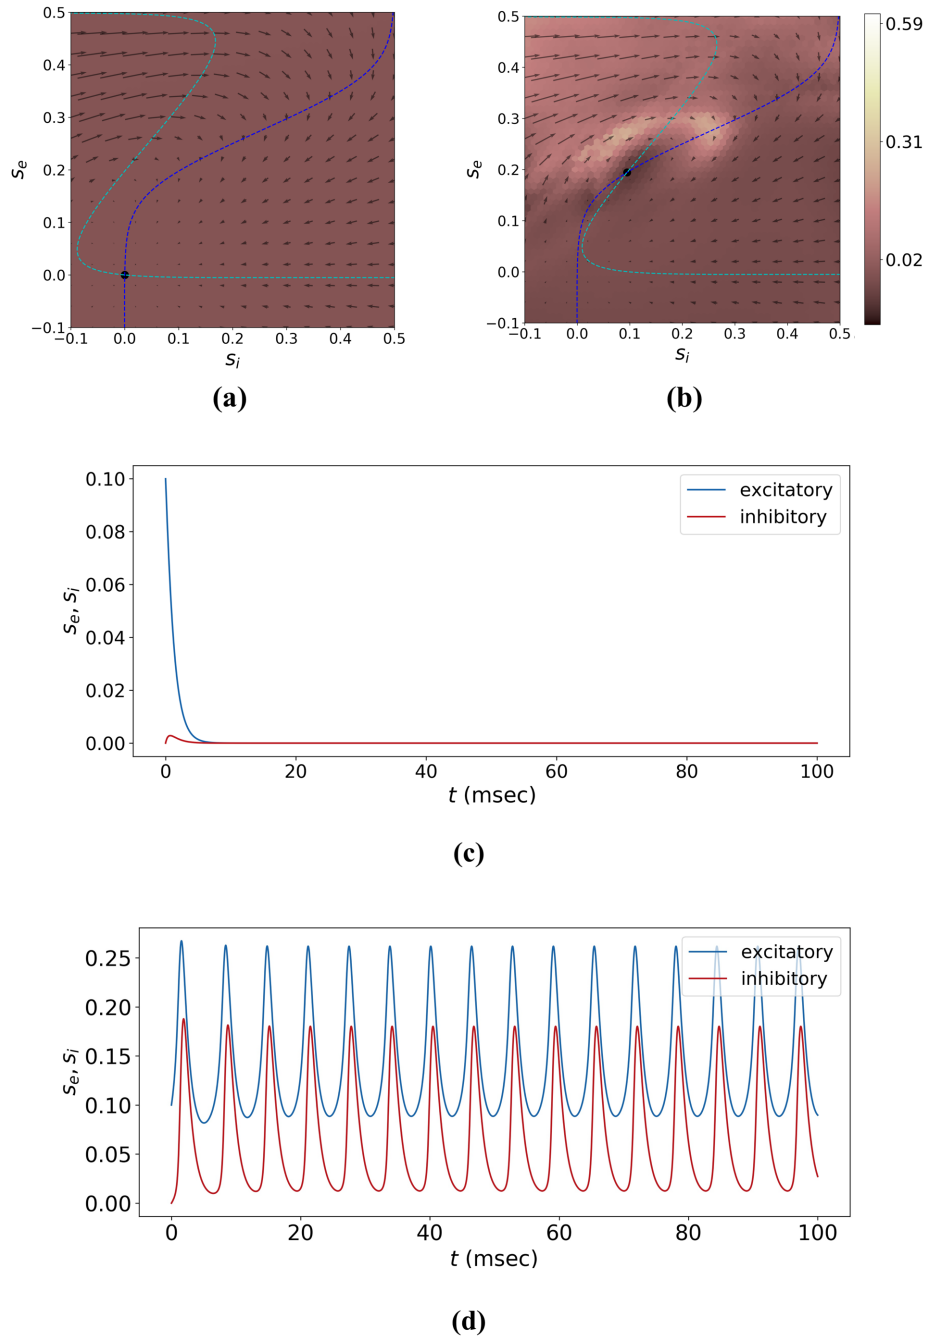 0.5
0.4
0.3
0.2
0.1
0.0
−0.1
s_e
−0.1 0.0 0.1 0.2 0.3 0.4 0.5
s_i
(a)
0.5
0.4
0.3
0.2
0.1
0.0
−0.1
s_e
−0.1 0.0 0.1 0.2 0.3 0.4 0.5
s_i
0.59
0.31
0.02
(b)
0.10
0.08
0.06
0.04
0.02
0.00
s_e, s_i
excitatory
inhibitory
0 20 40 60 80 100
t (msec)
(c)
0.25
0.20
0.15
0.10
0.05
0.00
s_e, s_i
excitatory
inhibitory
0 20 40 60 80 100
t (msec)
(d)